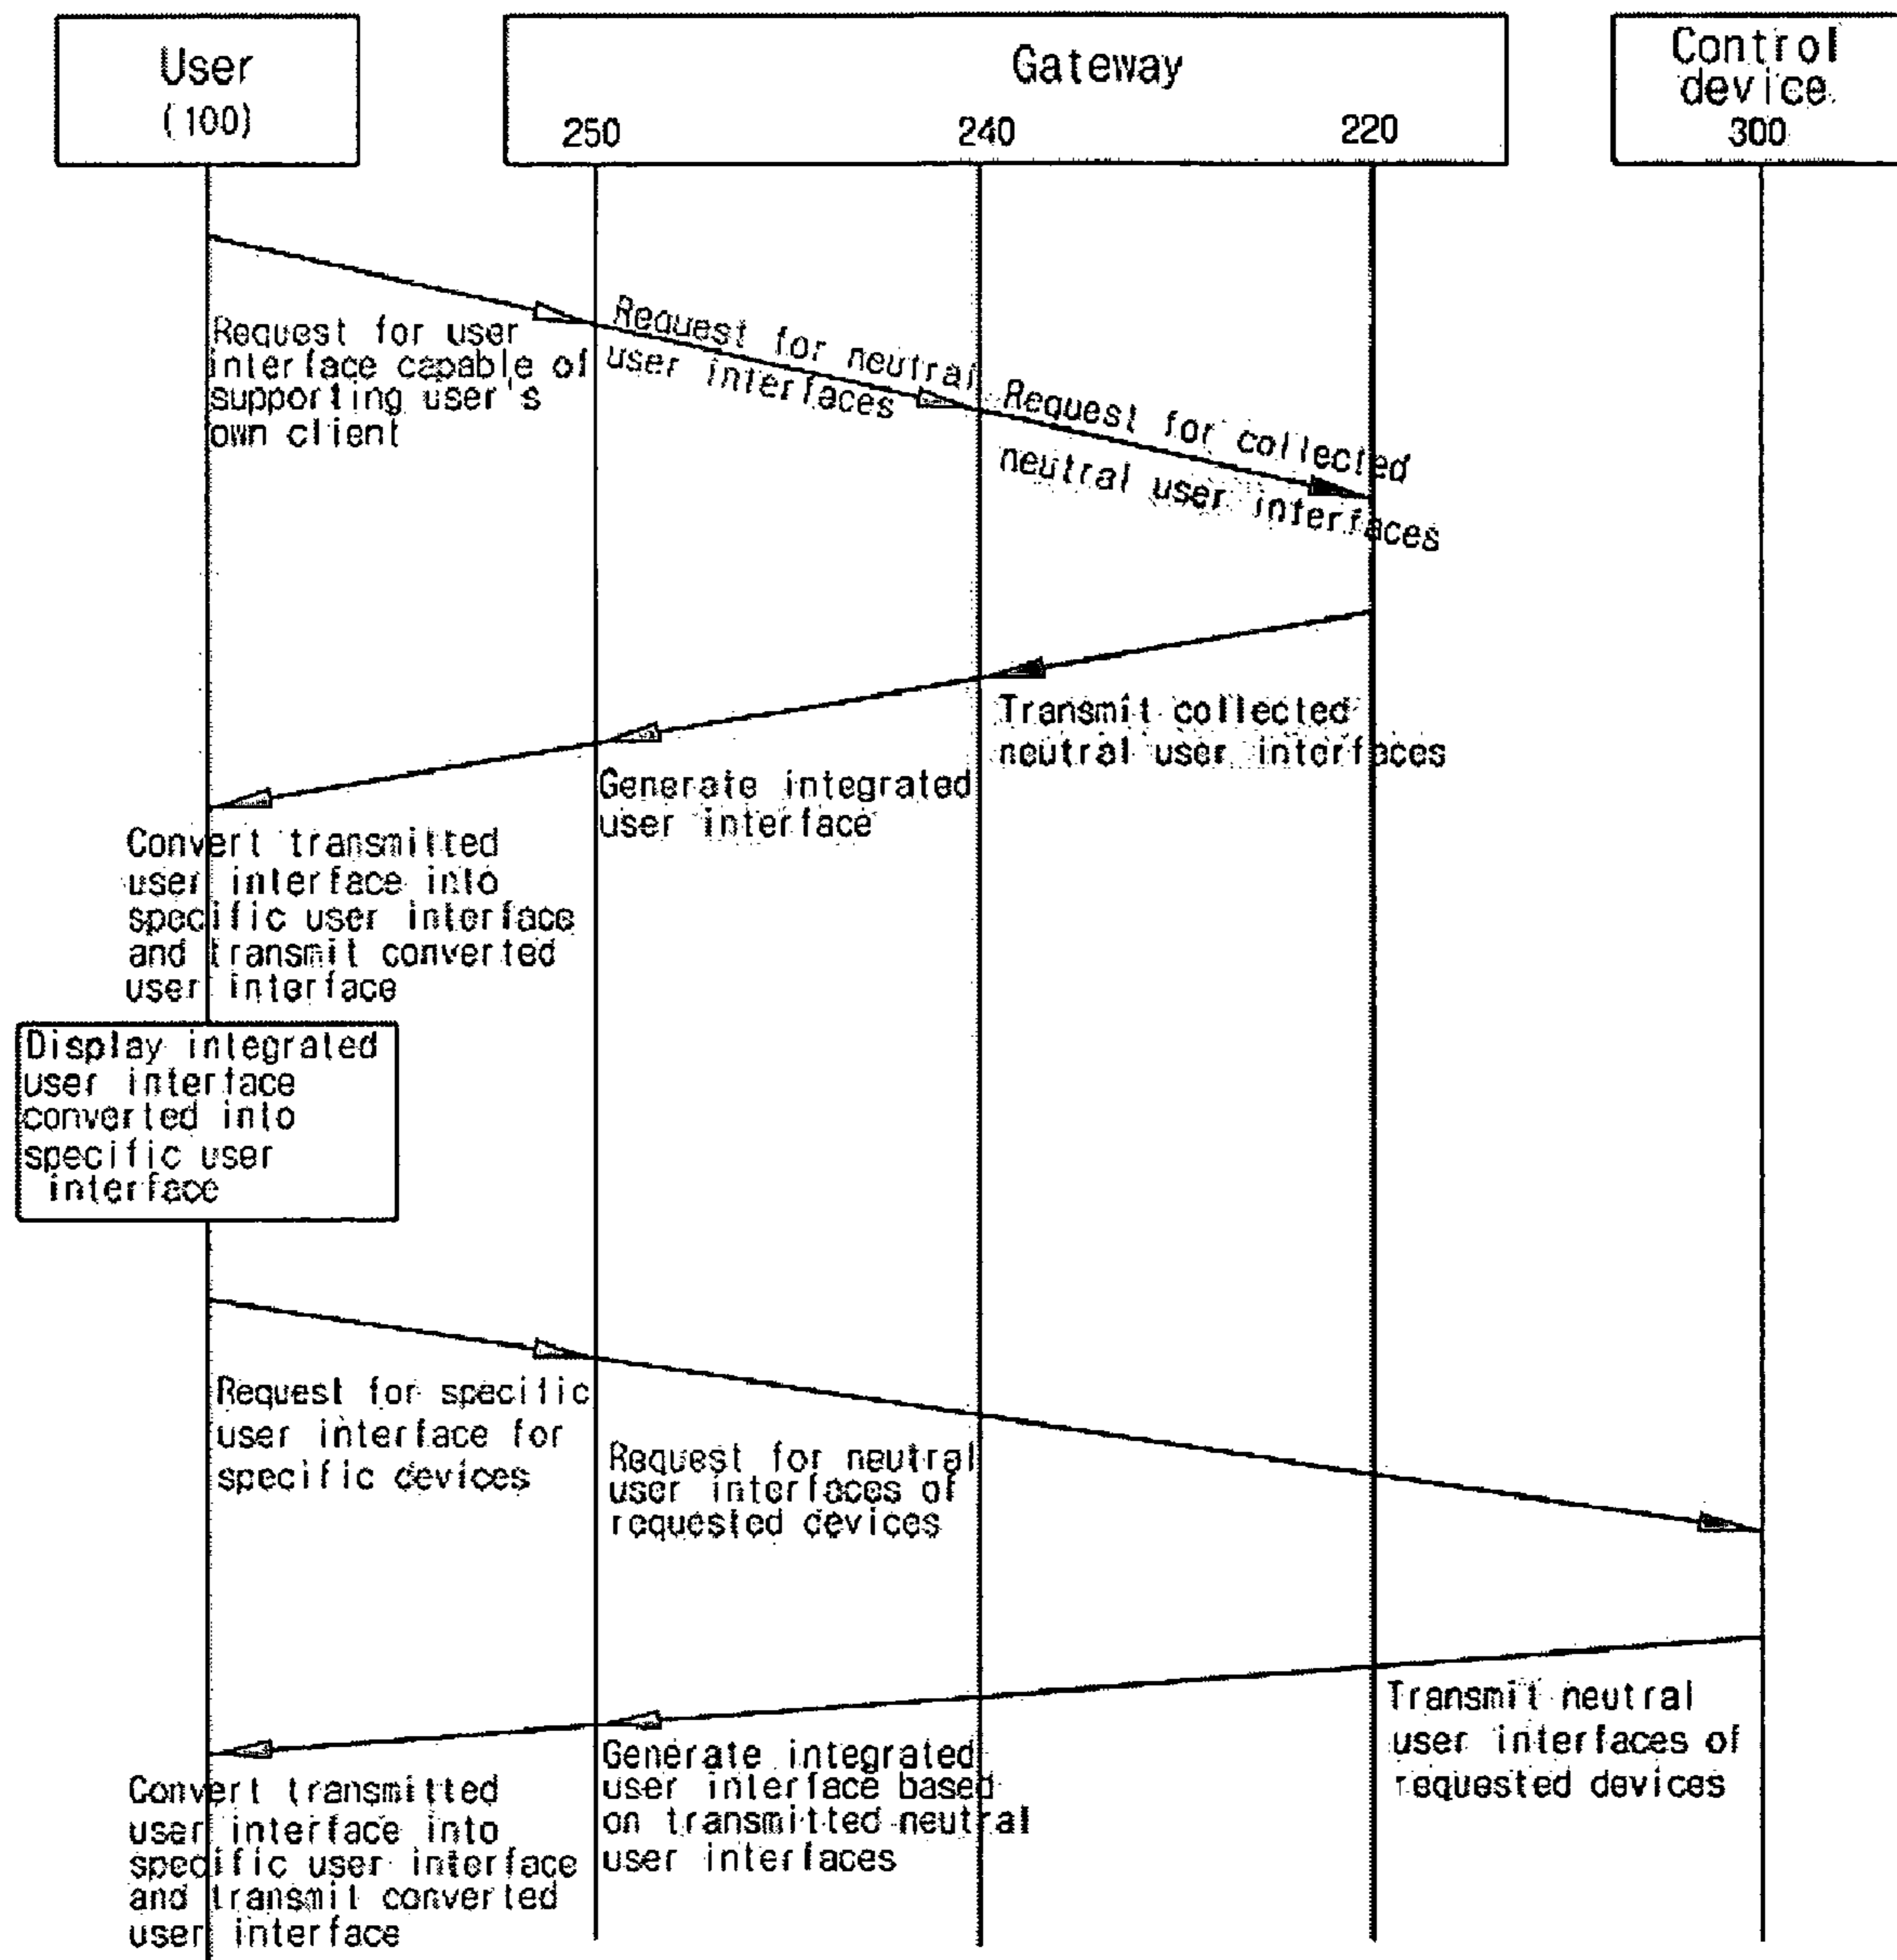 User
(100)
Gateway
250
240
220
Control
device
300
Request for user
interface capable of
supporting user's
own client
Request for neutral
user interfaces
Request for collected
neutral user interfaces
Transmit collected
neutral user interfaces
Generate integrated
user interface
Convert transmitted
user interface into
specific user interface
and transmit converted
user interface
Display integrated
user interface
converted into
specific user
interface
Request for specific
user interface for
specific devices
Request for neutral
user interfaces of
requested devices
Transmit neutral
user interfaces of
requested devices
Generate integrated
user interface based
on transmitted neutral
user interfaces
Convert transmitted
user interface into
specific user interface
and transmit converted
user interface